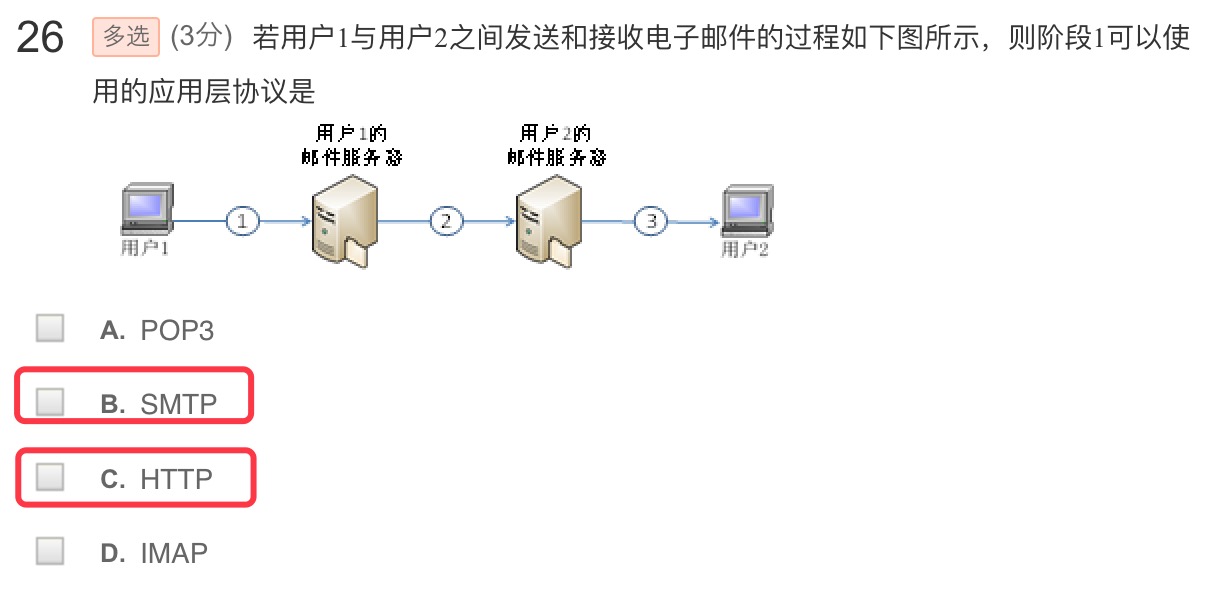 26 多选 (3分) 若用户1与用户2之间发送和接收电子邮件的过程如下图所示，则阶段1可以使
用的应用层协议是
用户1的 用户2的
邮件服务器 邮件服务器
1 2 3
用户1 用户2
A. POP3
B. SMTP
C. HTTP
D. IMAP